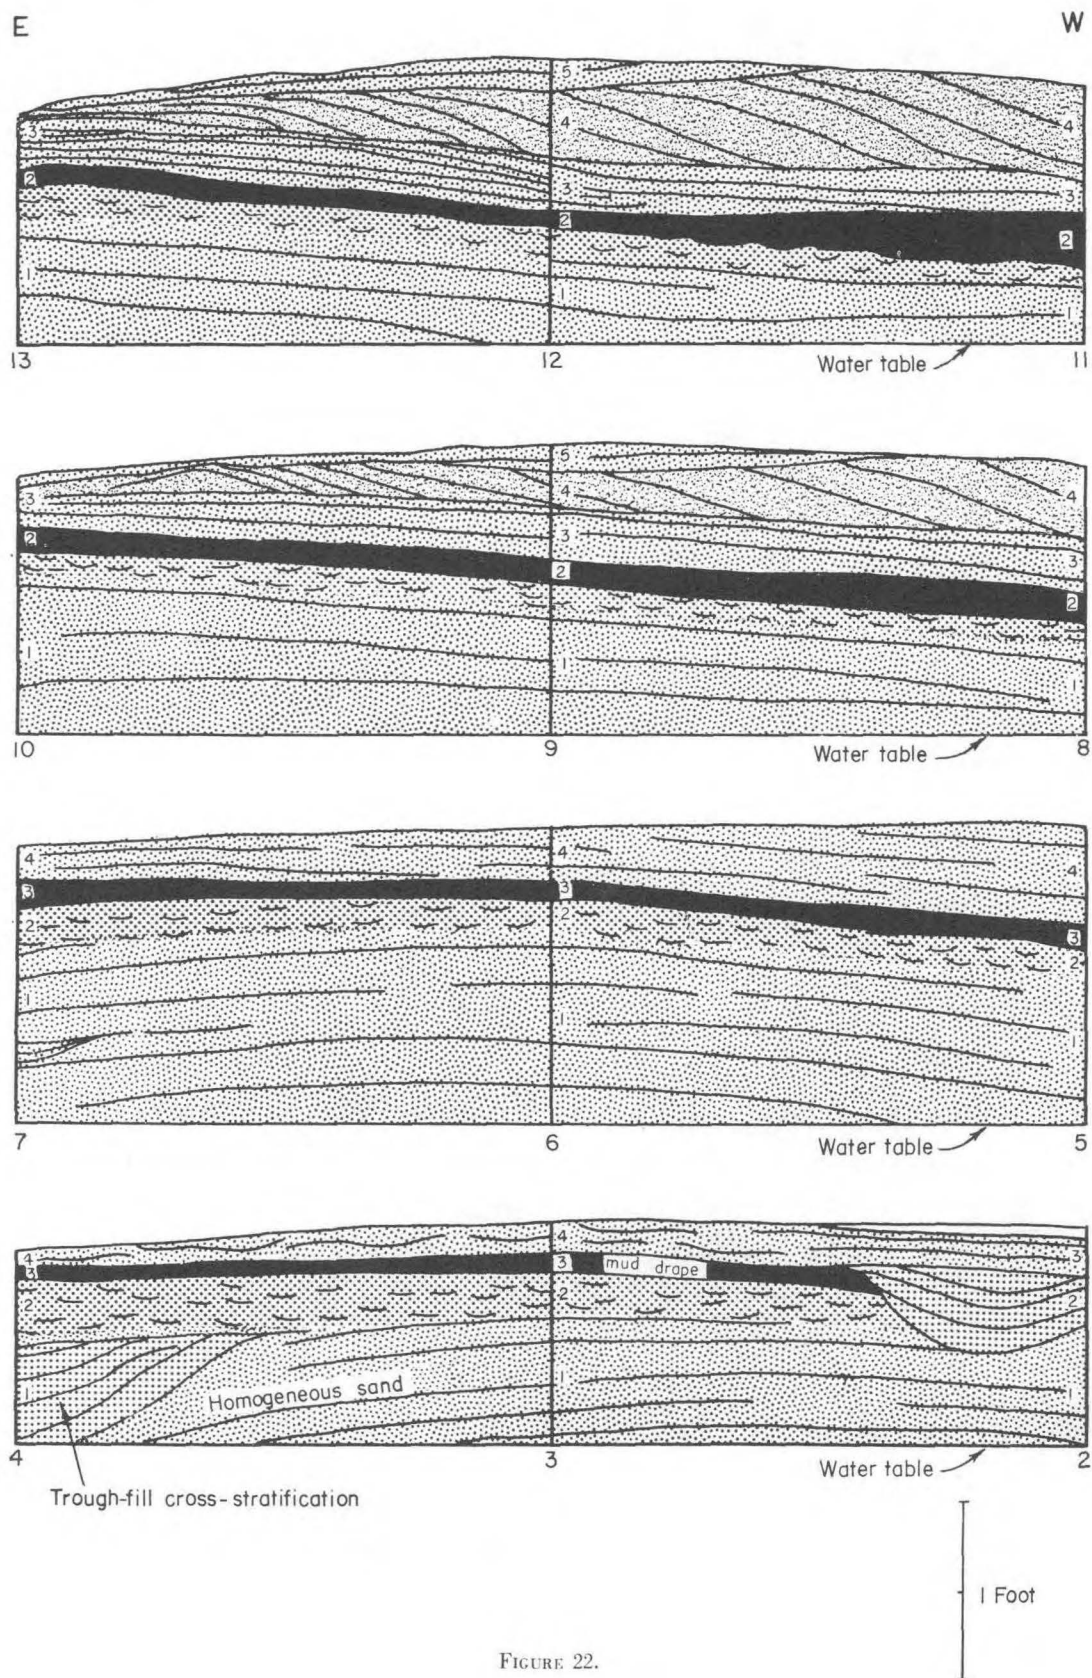 E W
5
3 4 4
3 3
2 2 2
1 1 1
13 12 11
Water table
5
3 4 4
3 3
2 2 2
1 1 1
10 9 8
Water table
4 4 4
3 3 3
2 2 2
1 1 1
7 6 5
Water table
4 4 3
3 3 mud drape
2 2 2
1 Homogeneous sand 1 1
4 3 2
Water table
Trough-fill cross-stratification
1 Foot
FIGURE 22.